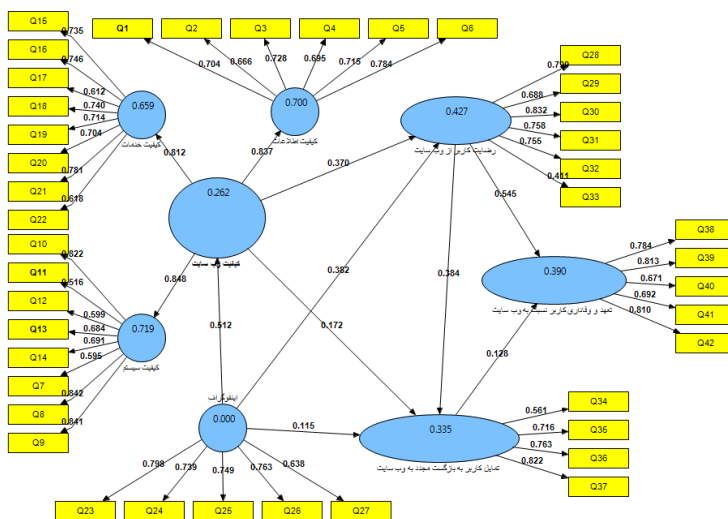 Q15
Q16
Q17
Q18
Q19
Q20
Q21
Q22
0.735
0.746
0.612
0.740
0.714
0.704
0.781
0.618
0.659
کیفیت خدمات
Q1
Q2
Q3
Q4
Q5
Q6
0.704
0.666
0.728
0.695
0.715
0.784
0.700
کیفیت اطلاعات
Q28
Q29
Q30
Q31
Q32
Q33
0.688
0.832
0.758
0.755
0.411
0.427
رضایت کاربر از وب سایت
0.812
0.837
0.370
0.262
کیفیت وب سایت
0.545
0.382
0.384
0.848
0.172
0.512
Q10
Q11
Q12
Q13
Q14
Q7
Q8
Q9
0.822
0.516
0.599
0.684
0.691
0.595
0.842
0.841
0.719
کیفیت سیستم
Q38
Q39
Q40
Q41
Q42
0.784
0.813
0.671
0.692
0.810
0.390
تعهد و وفاداری کاربر نسبت به وب سایت
0.128
اینفوگراف
0.000
0.115
0.335
تمایل کاربر به بازگشت مجدد به وب سایت
Q34
Q35
Q36
Q37
0.561
0.716
0.763
0.822
0.798
0.739
0.749
0.763
0.638
Q23
Q24
Q25
Q26
Q27